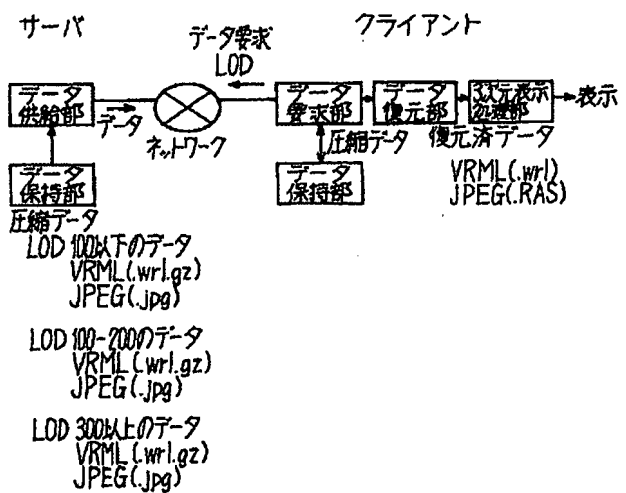 サーバ
クライアント
データ要求
LOD
データ
供給部
データ
ネットワーク
データ
要求部
データ
復元部
3次元表示
処理部
表示
圧縮データ
復元済データ
データ
保持部
データ
保持部
VRML(.wrl)
JPEG(.RAS)
圧縮データ
LOD 100以下のデータ
VRML(.wrl.gz)
JPEG(.jpg)
LOD 100-200のデータ
VRML(.wrl.gz)
JPEG(.jpg)
LOD 300以上のデータ
VRML(.wrl.gz)
JPEG(.jpg)